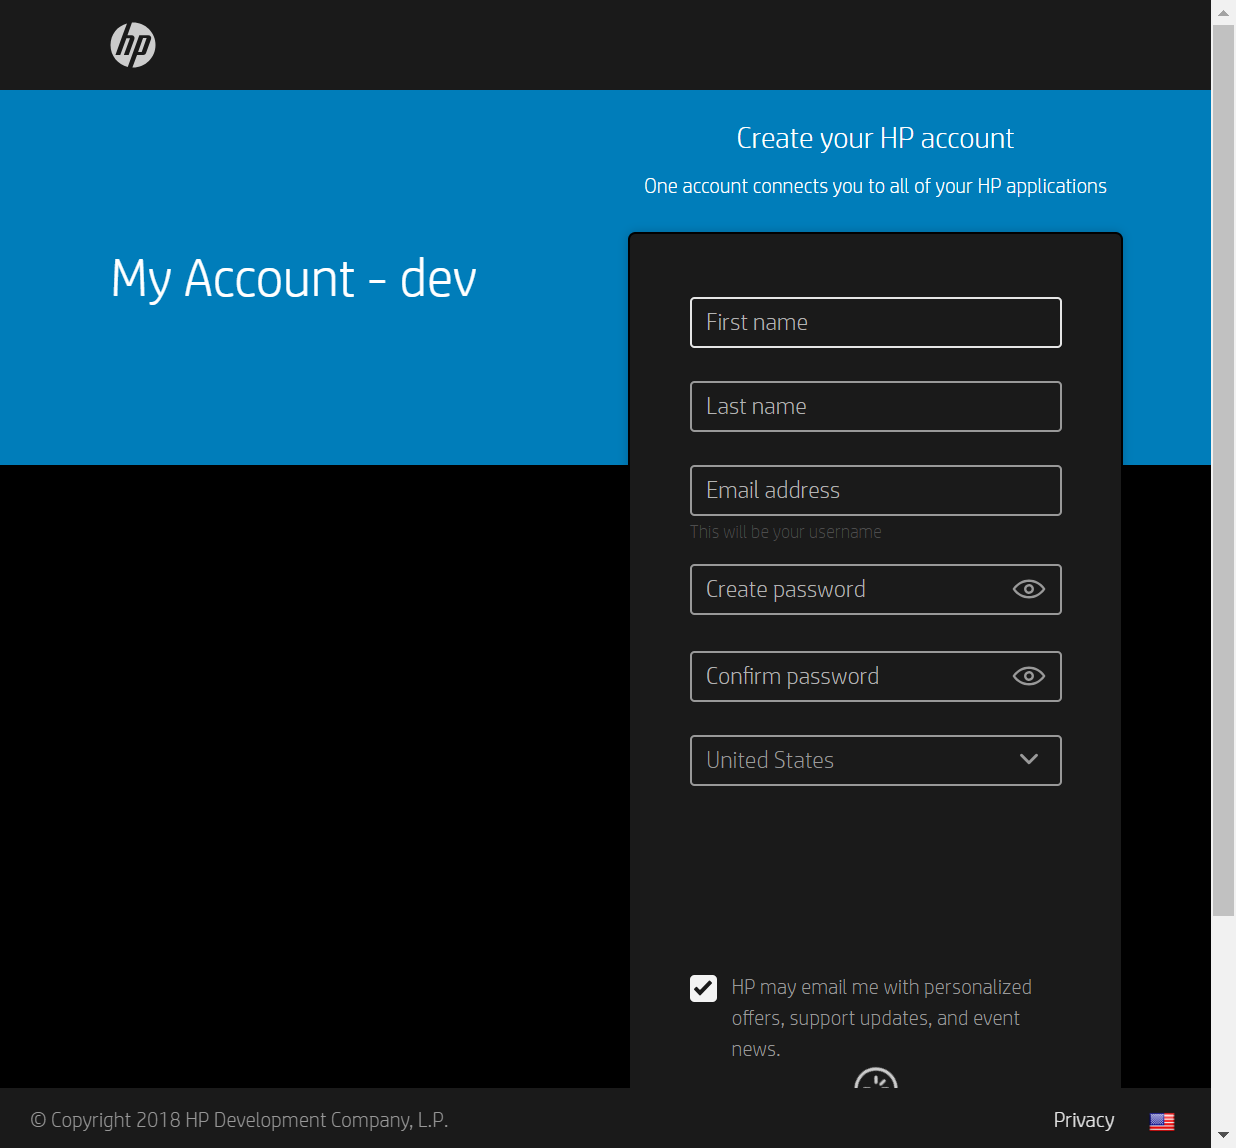 hp
Create your HP account
One account connects you to all of your HP applications
My Account - dev
First name
Last name
Email address
This will be your username
Create password
Confirm password
United States
HP may email me with personalized
offers, support updates, and event
news.
© Copyright 2018 HP Development Company, L.P.
Privacy